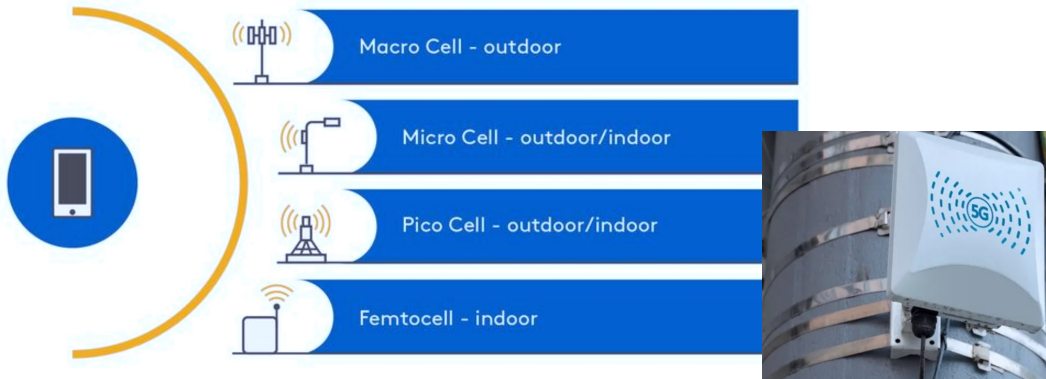 Macro Cell - outdoor
Micro Cell - outdoor/indoor
Pico Cell - outdoor/indoor
Femtocell - indoor
5G